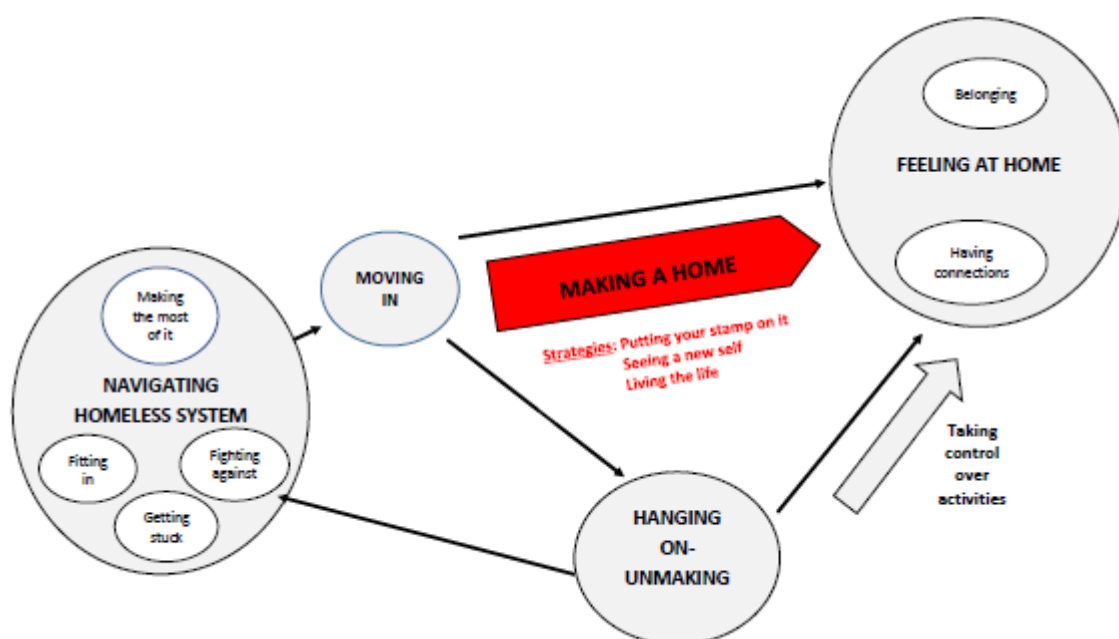 Belonging
FEELING AT HOME
Having
connections
MOVING
IN
MAKING A HOME
Strategies: Putting your stamp on it
Seeing a new self
Living the life
Making
the most
of it
NAVIGATING
HOMELESS SYSTEM
Fitting
in
Fighting
against
Getting
stuck
HANGING
ON-
UNMAKING
Taking
control
over
activities